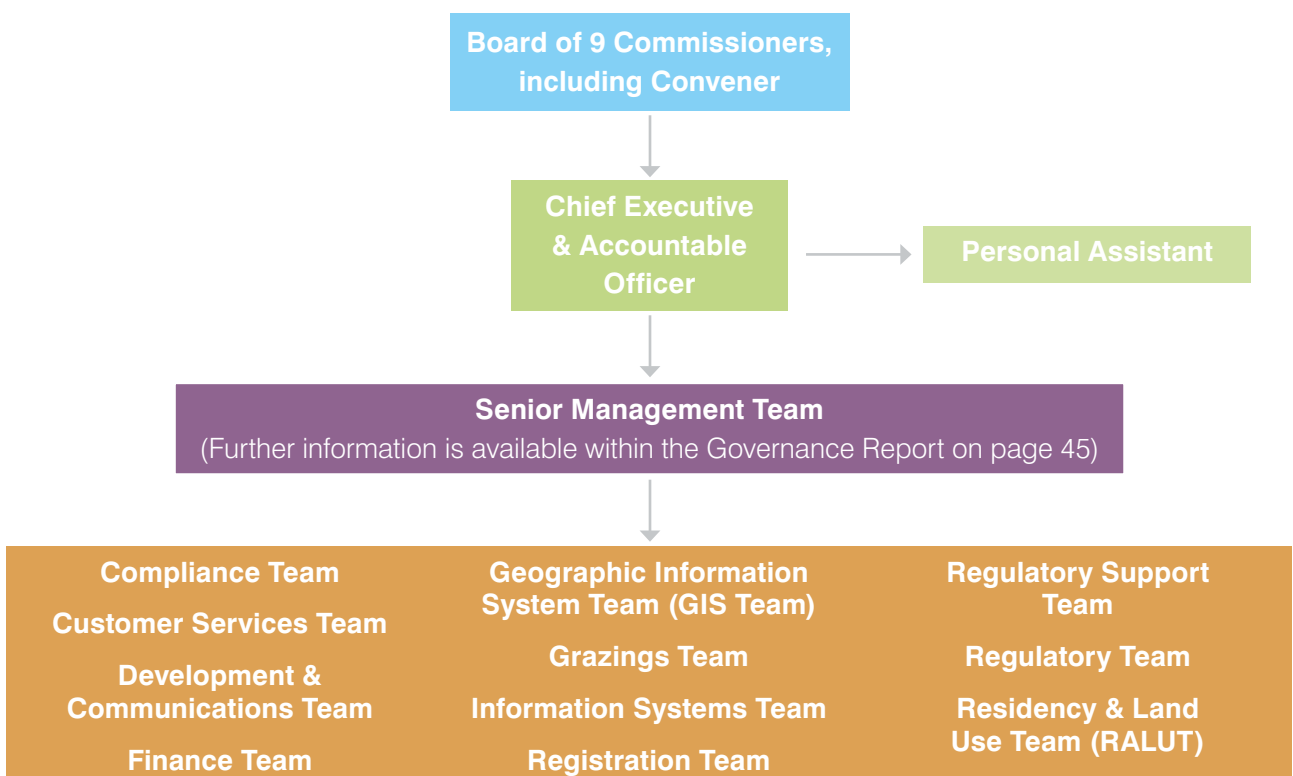 Board of 9 Commissioners,
including Convener
Chief Executive
& Accountable
Officer
Personal Assistant
Senior Management Team
(Further information is available within the Governance Report on page 45)
Compliance Team
Customer Services Team
Development &
Communications Team
Finance Team
Geographic Information
System Team (GIS Team)
Grazings Team
Information Systems Team
Registration Team
Regulatory Support
Team
Regulatory Team
Residency & Land
Use Team (RALUT)